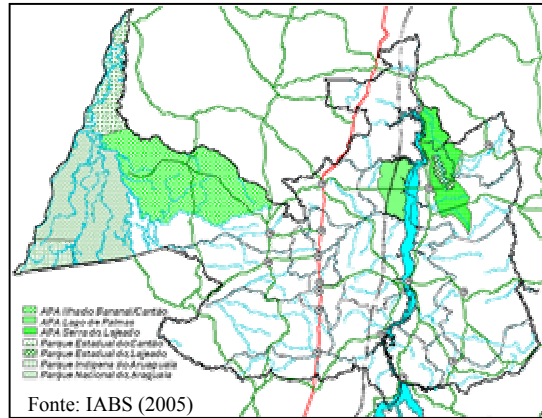 APA Ilha do Bananal/Cantão
APA Lago de Palmas
APA Serra do Lajeado
Parque Estadual do Cantão
Parque Estadual do Lajeado
Parque Indígena do Araguaia
Parque Nacional do Araguaia
Fonte: IABS (2005)